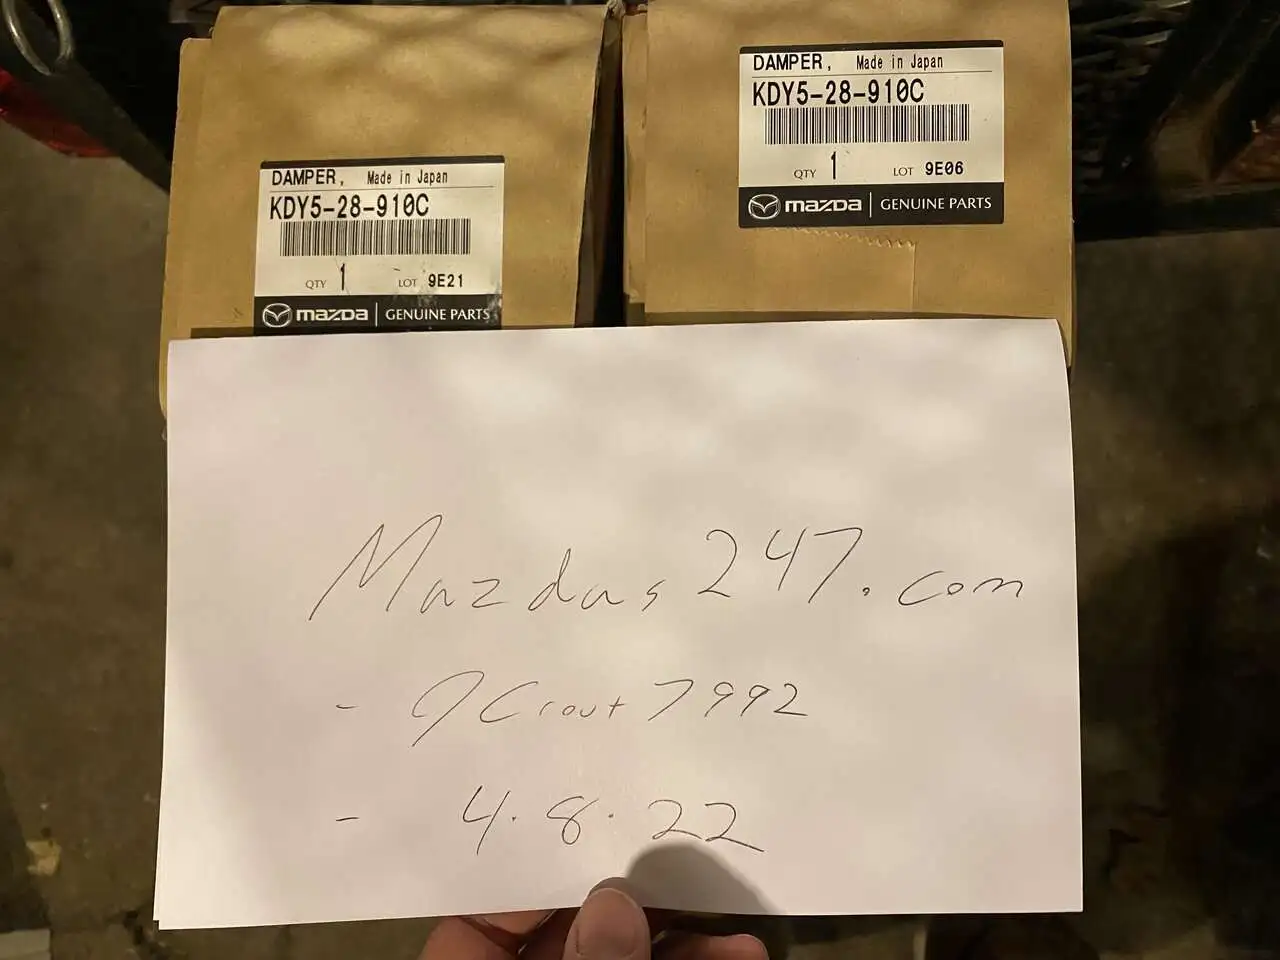 DAMPER, Made in Japan
KDY5-28-910C
QTY 1 LOT 9E21
mazda GENUINE PARTS
DAMPER, Made in Japan
KDY5-28-910C
QTY 1 LOT 9E06
mazda GENUINE PARTS
Mazdas247.com
- JCrout7992
- 4.8.22